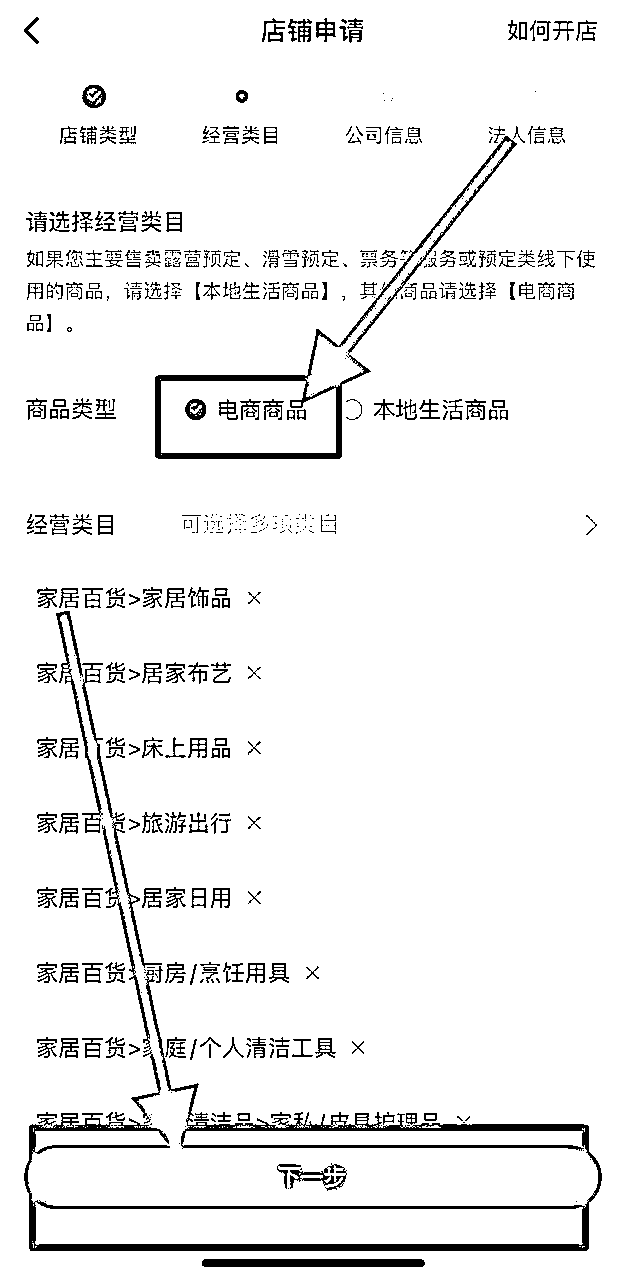 店铺申请 如何开店
店铺类型 经营类目 公司信息 法人信息
请选择经营类目
如果您主要售卖露营预定、滑雪预定、票务等服务或预定类线下使
用的商品，请选择【本地生活商品】，其他商品请选择【电商商
品】。
商品类型 电商商品 本地生活商品
经营类目 可选择多项类目
家居百货>家居饰品 ×
家居百货>居家布艺 ×
家居百货>床上用品 ×
家居百货>旅游出行 ×
家居百货>居家日用 ×
家居百货>厨房/烹饪用具 ×
家居百货>家庭/个人清洁工具 ×
家居百货> 清洁品>家私/皮具护理品 ×
下一步